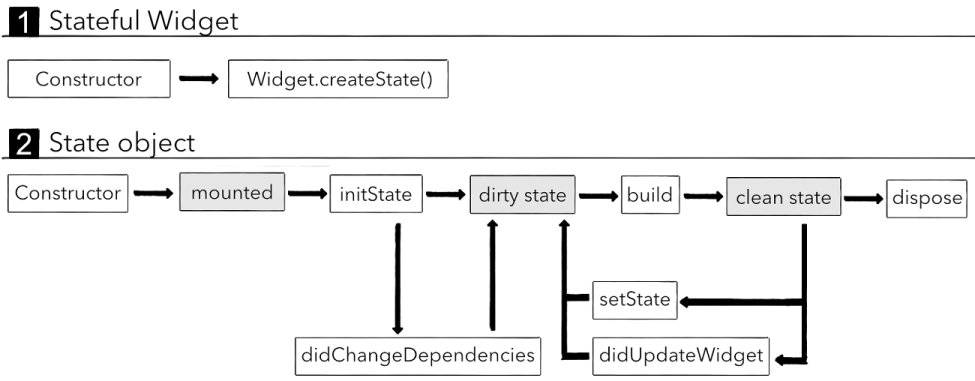 1 Stateful Widget
Constructor
Widget.createState()
2 State object
Constructor
mounted
initState
dirty state
build
clean state
dispose
setState
didChangeDependencies
didUpdateWidget